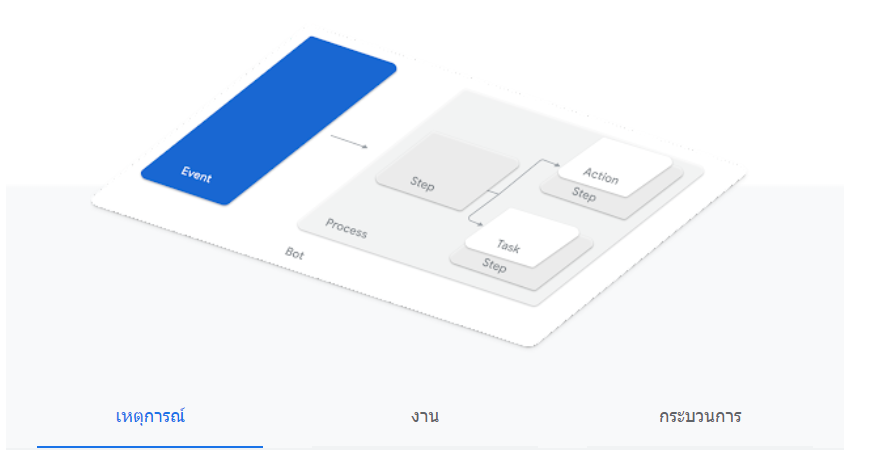 Event
Step
Action
Step
Process
Task
Step
Bot
เหตุการณ์
งาน
กระบวนการ